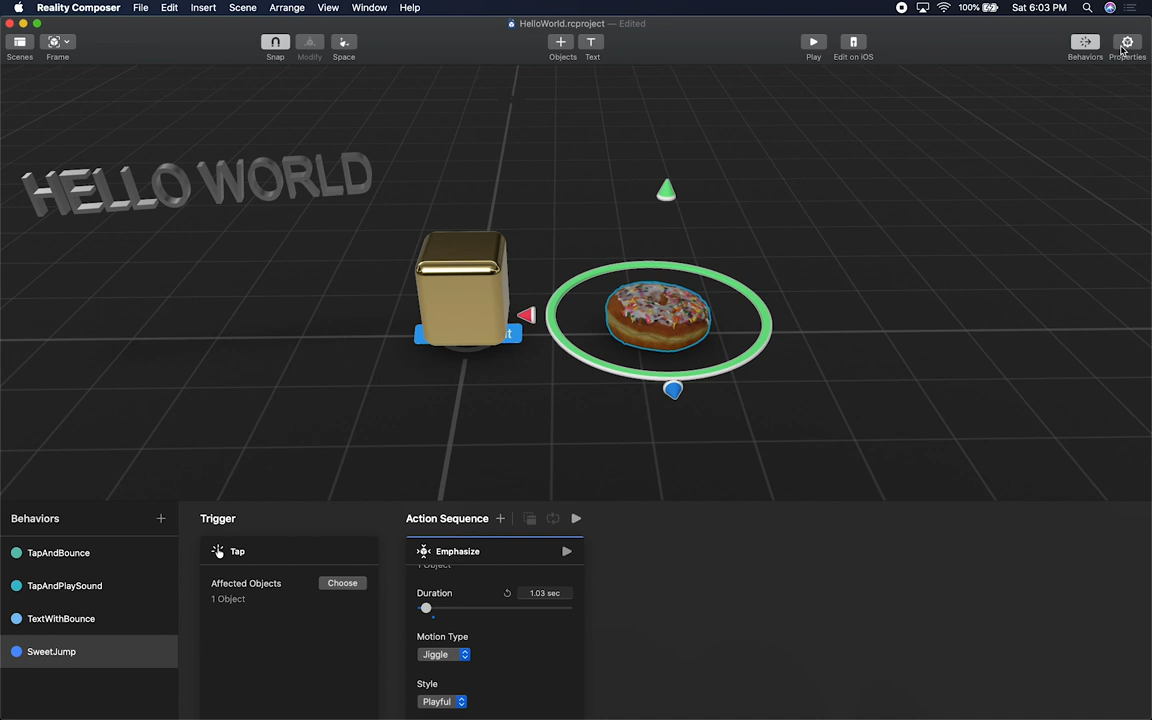 Reality Composer File Edit Insert Scene Arrange View Window Help 100% Sat 6:03 PM
HelloWorld.rcproject — Edited
Scenes Frame Snap Modify Space Objects Text Play Edit on iOS Behaviors Properties
HELLO WORLD
it
Behaviors + Trigger Action Sequence +
Tap Emphasize
TapAndBounce
1 Object
Affected Objects Choose
TapAndPlaySound
Duration 1.03 sec
1 Object
TextWithBounce
Motion Type
SweetJump
Jiggle
Style
Playful